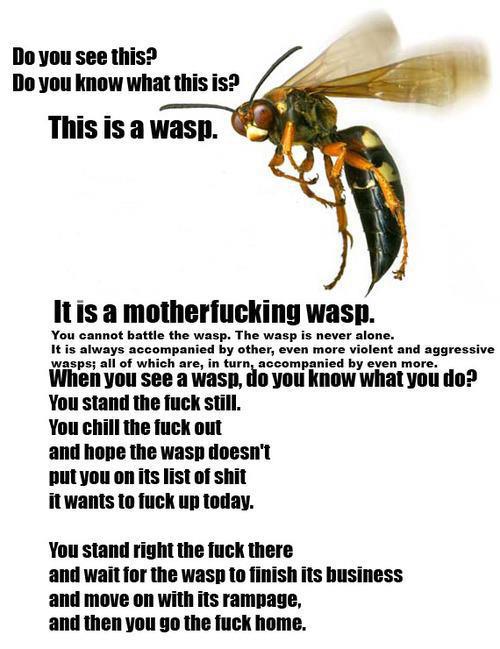 Do you see this?
Do you know what this is?
This is a wasp.
It is a motherfucking wasp.
You cannot battle the wasp. The wasp is never alone.
It is always accompanied by other, even more violent and aggressive
wasps; all of which are, in turn, accompanied by even more.
When you see a wasp, do you know what you do?
You stand the fuck still.
You chill the fuck out
and hope the wasp doesn't
put you on its list of shit
it wants to fuck up today.
You stand right the fuck there
and wait for the wasp to finish its business
and move on with its rampage,
and then you go the fuck home.